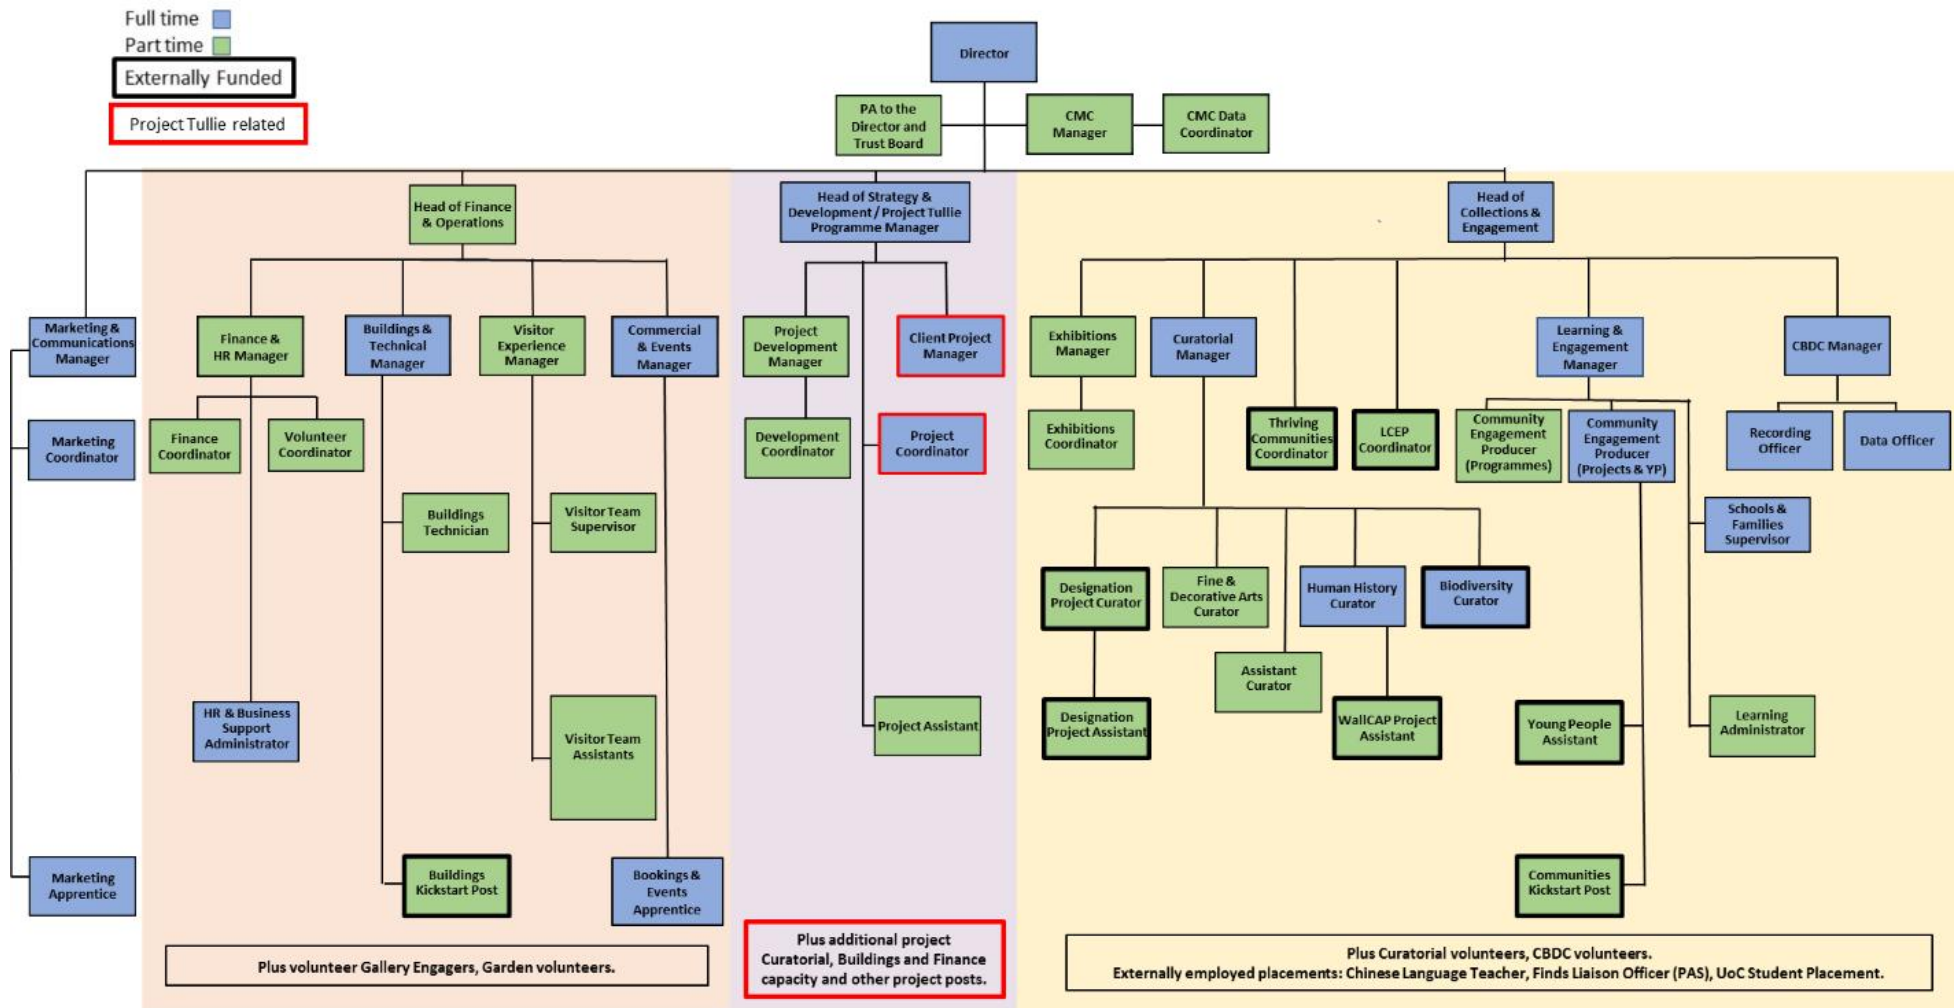 Full time
Part time
Externally Funded
Project Tullie related
Director
PA to the
Director and
Trust Board
CMC
Manager
CMC Data
Coordinator
Head of Finance
& Operations
Head of Strategy &
Development / Project Tullie
Programme Manager
Head of
Collections &
Engagement
Marketing &
Communications
Manager
Finance &
HR Manager
Buildings &
Technical
Manager
Visitor
Experience
Manager
Commercial
& Events
Manager
Project
Development
Manager
Client Project
Manager
Exhibitions
Manager
Curatorial
Manager
Learning &
Engagement
Manager
CBDC Manager
Marketing
Coordinator
Finance
Coordinator
Volunteer
Coordinator
Development
Coordinator
Project
Coordinator
Exhibitions
Coordinator
Thriving
Communities
Coordinator
LCEP
Coordinator
Community
Engagement
Producer
(Programmes)
Community
Engagement
Producer
(Projects & YP)
Recording
Officer
Data Officer
Buildings
Technician
Visitor Team
Supervisor
Schools &
Families
Supervisor
Designation
Project Curator
Fine &
Decorative Arts
Curator
Human History
Curator
Biodiversity
Curator
Assistant
Curator
HR & Business
Support
Administrator
Visitor Team
Assistants
Project Assistant
Designation
Project Assistant
WallCAP Project
Assistant
Young People
Assistant
Learning
Administrator
Marketing
Apprentice
Buildings
Kickstart Post
Bookings &
Events
Apprentice
Communities
Kickstart Post
Plus volunteer Gallery Engagers, Garden volunteers.
Plus additional project
Curatorial, Buildings and Finance
capacity and other project posts.
Plus Curatorial volunteers, CBDC volunteers.
Externally employed placements: Chinese Language Teacher, Finds Liaison Officer (PAS), UoC Student Placement.